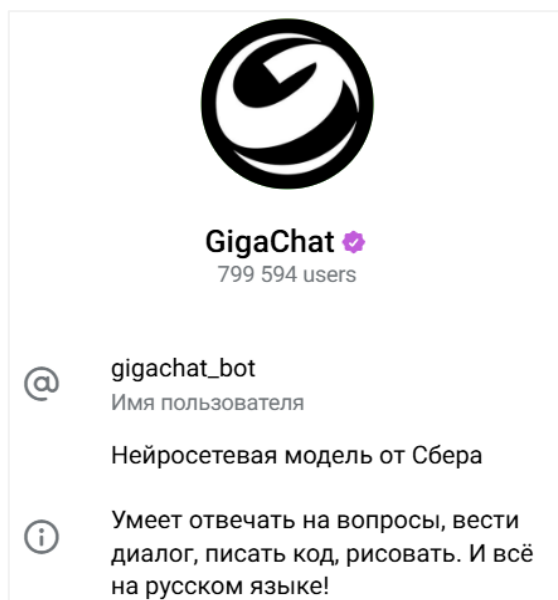 GigaChat
799 594 users
gigachat_bot
Имя пользователя
Нейросетевая модель от Сбера
Умеет отвечать на вопросы, вести
диалог, писать код, рисовать. И всё
на русском языке!